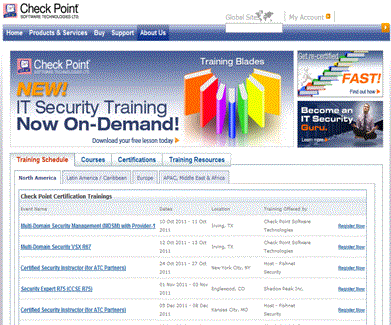 Check Point
SOFTWARE TECHNOLOGIES LTD.
Global Sites
My Account
Home Products & Services Buy Support About Us
Check Point
SOFTWARE TECHNOLOGIES LTD.
Training Blades
NEW!
IT Security Training
Now On-Demand!
Download your free lesson today
Get re-certified
FAST!
Find out how
Become an
IT Security
Guru.
Learn more
Training Schedule Courses Certifications Training Resources
North America Latin America / Caribbean Europe APAC, Middle East & Africa
Check Point Certification Trainings
Event Name Dates Location Training Offered by
Multi Domain Security Management (MDSM) with Provider-1 10 Oct 2011 - 11 Oct 2011 Irving, TX Check Point Software Technologies Register Now
Multi Domain Security VSX R67 12 Oct 2011 - 13 Oct 2011 Irving, TX Check Point Software Technologies Register Now
Certified Security Instructor (for ATC Partners) 24 Oct 2011 - 27 Oct 2011 New York City, NY Host - Fishnet Security Register Now
Security Expert R75 (CCSE R75) 01 Nov 2011 - 02 Nov 2011 Englewood, CO Shadow Peak Inc. Register Now
Certified Security Instructor (for ATC Partners) 05 Dec 2011 - 08 Dec 2011 Kansas City, MO Host - Fishnet Security Register Now